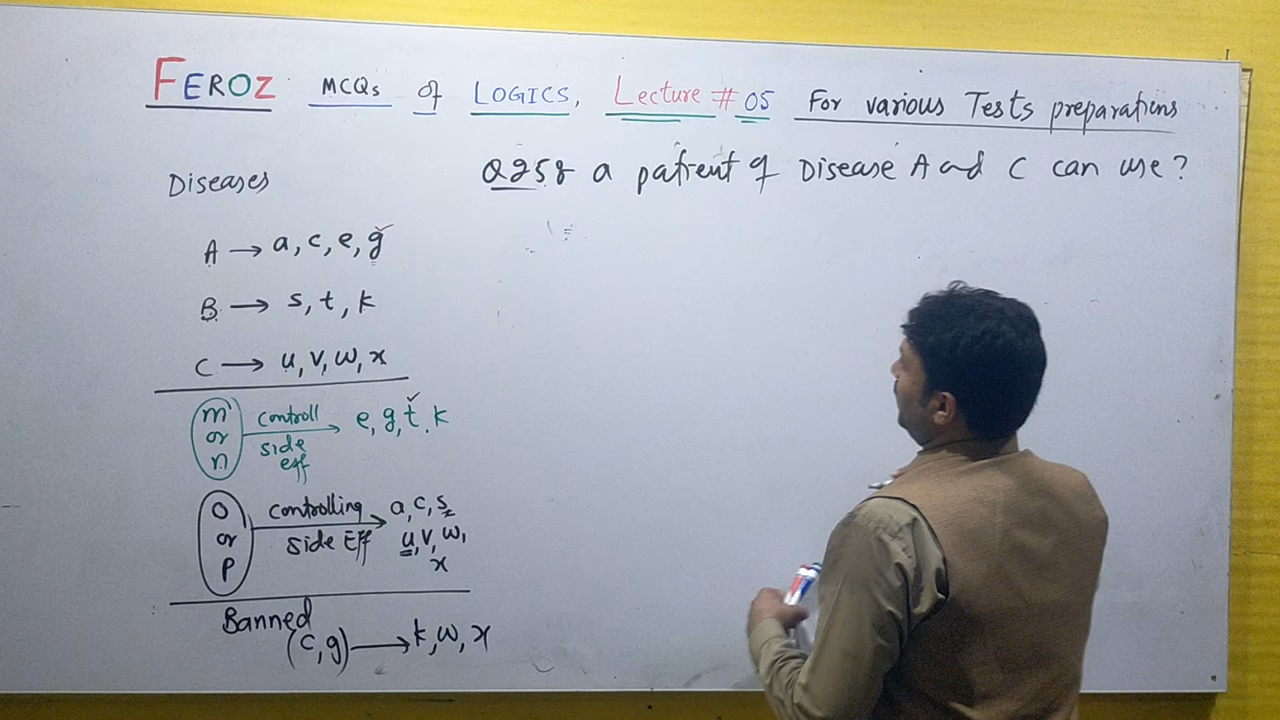 FEROZ MCQs of LOGICS, Lecture # 05 For various Tests preparations
Diseases
A → a, c, e, g
B → s, t, k
C → u, v, w, x
m or n controll side eff → e, g, t, k
O or P controlling side Eff → a, c, s, u, v, w, x
Banned
(c, g) → k, w, x
a patient of Disease A and C can use?